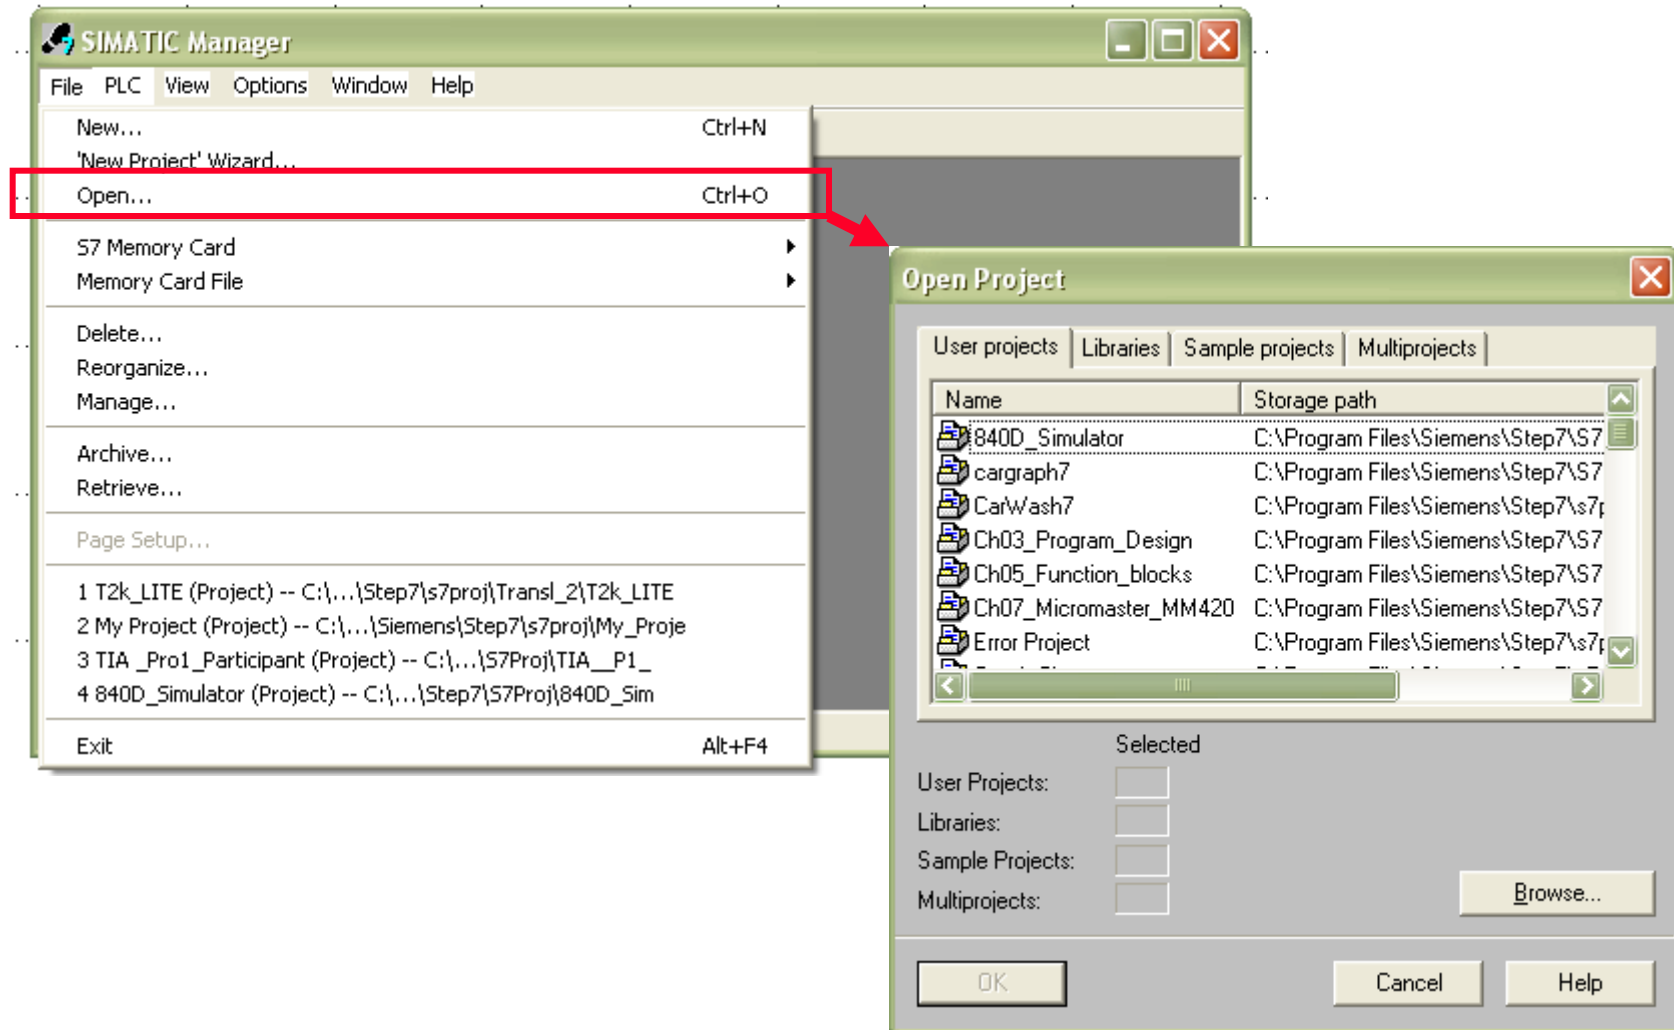 SIMATIC Manager
File PLC View Options Window Help
New... Ctrl+N
'New Project' Wizard...
Open... Ctrl+O
S7 Memory Card
Memory Card File
Delete...
Reorganize...
Manage...
Archive...
Retrieve...
Page Setup...
1 T2k_LITE (Project) -- C:\...\Step7\s7proj\Transl_2\T2k_LITE
2 My Project (Project) -- C:\...\Siemens\Step7\s7proj\My_Proje
3 TIA _Pro1_Participant (Project) -- C:\...\S7Proj\TIA__P1_
4 840D_Simulator (Project) -- C:\...\Step7\S7Proj\840D_Sim
Exit Alt+F4
Open Project
User projects Libraries Sample projects Multiprojects
Name Storage path
840D_Simulator C:\Program Files\Siemens\Step7\S7
cargraph7 C:\Program Files\Siemens\Step7\S7
CarWash7 C:\Program Files\Siemens\Step7\s7p
Ch03_Program_Design C:\Program Files\Siemens\Step7\S7
Ch05_Function_blocks C:\Program Files\Siemens\Step7\S7
Ch07_Micromaster_MM420 C:\Program Files\Siemens\Step7\S7
Error Project C:\Program Files\Siemens\Step7\s7p
Selected
User Projects:
Libraries:
Sample Projects:
Multiprojects:
Browse...
OK Cancel Help